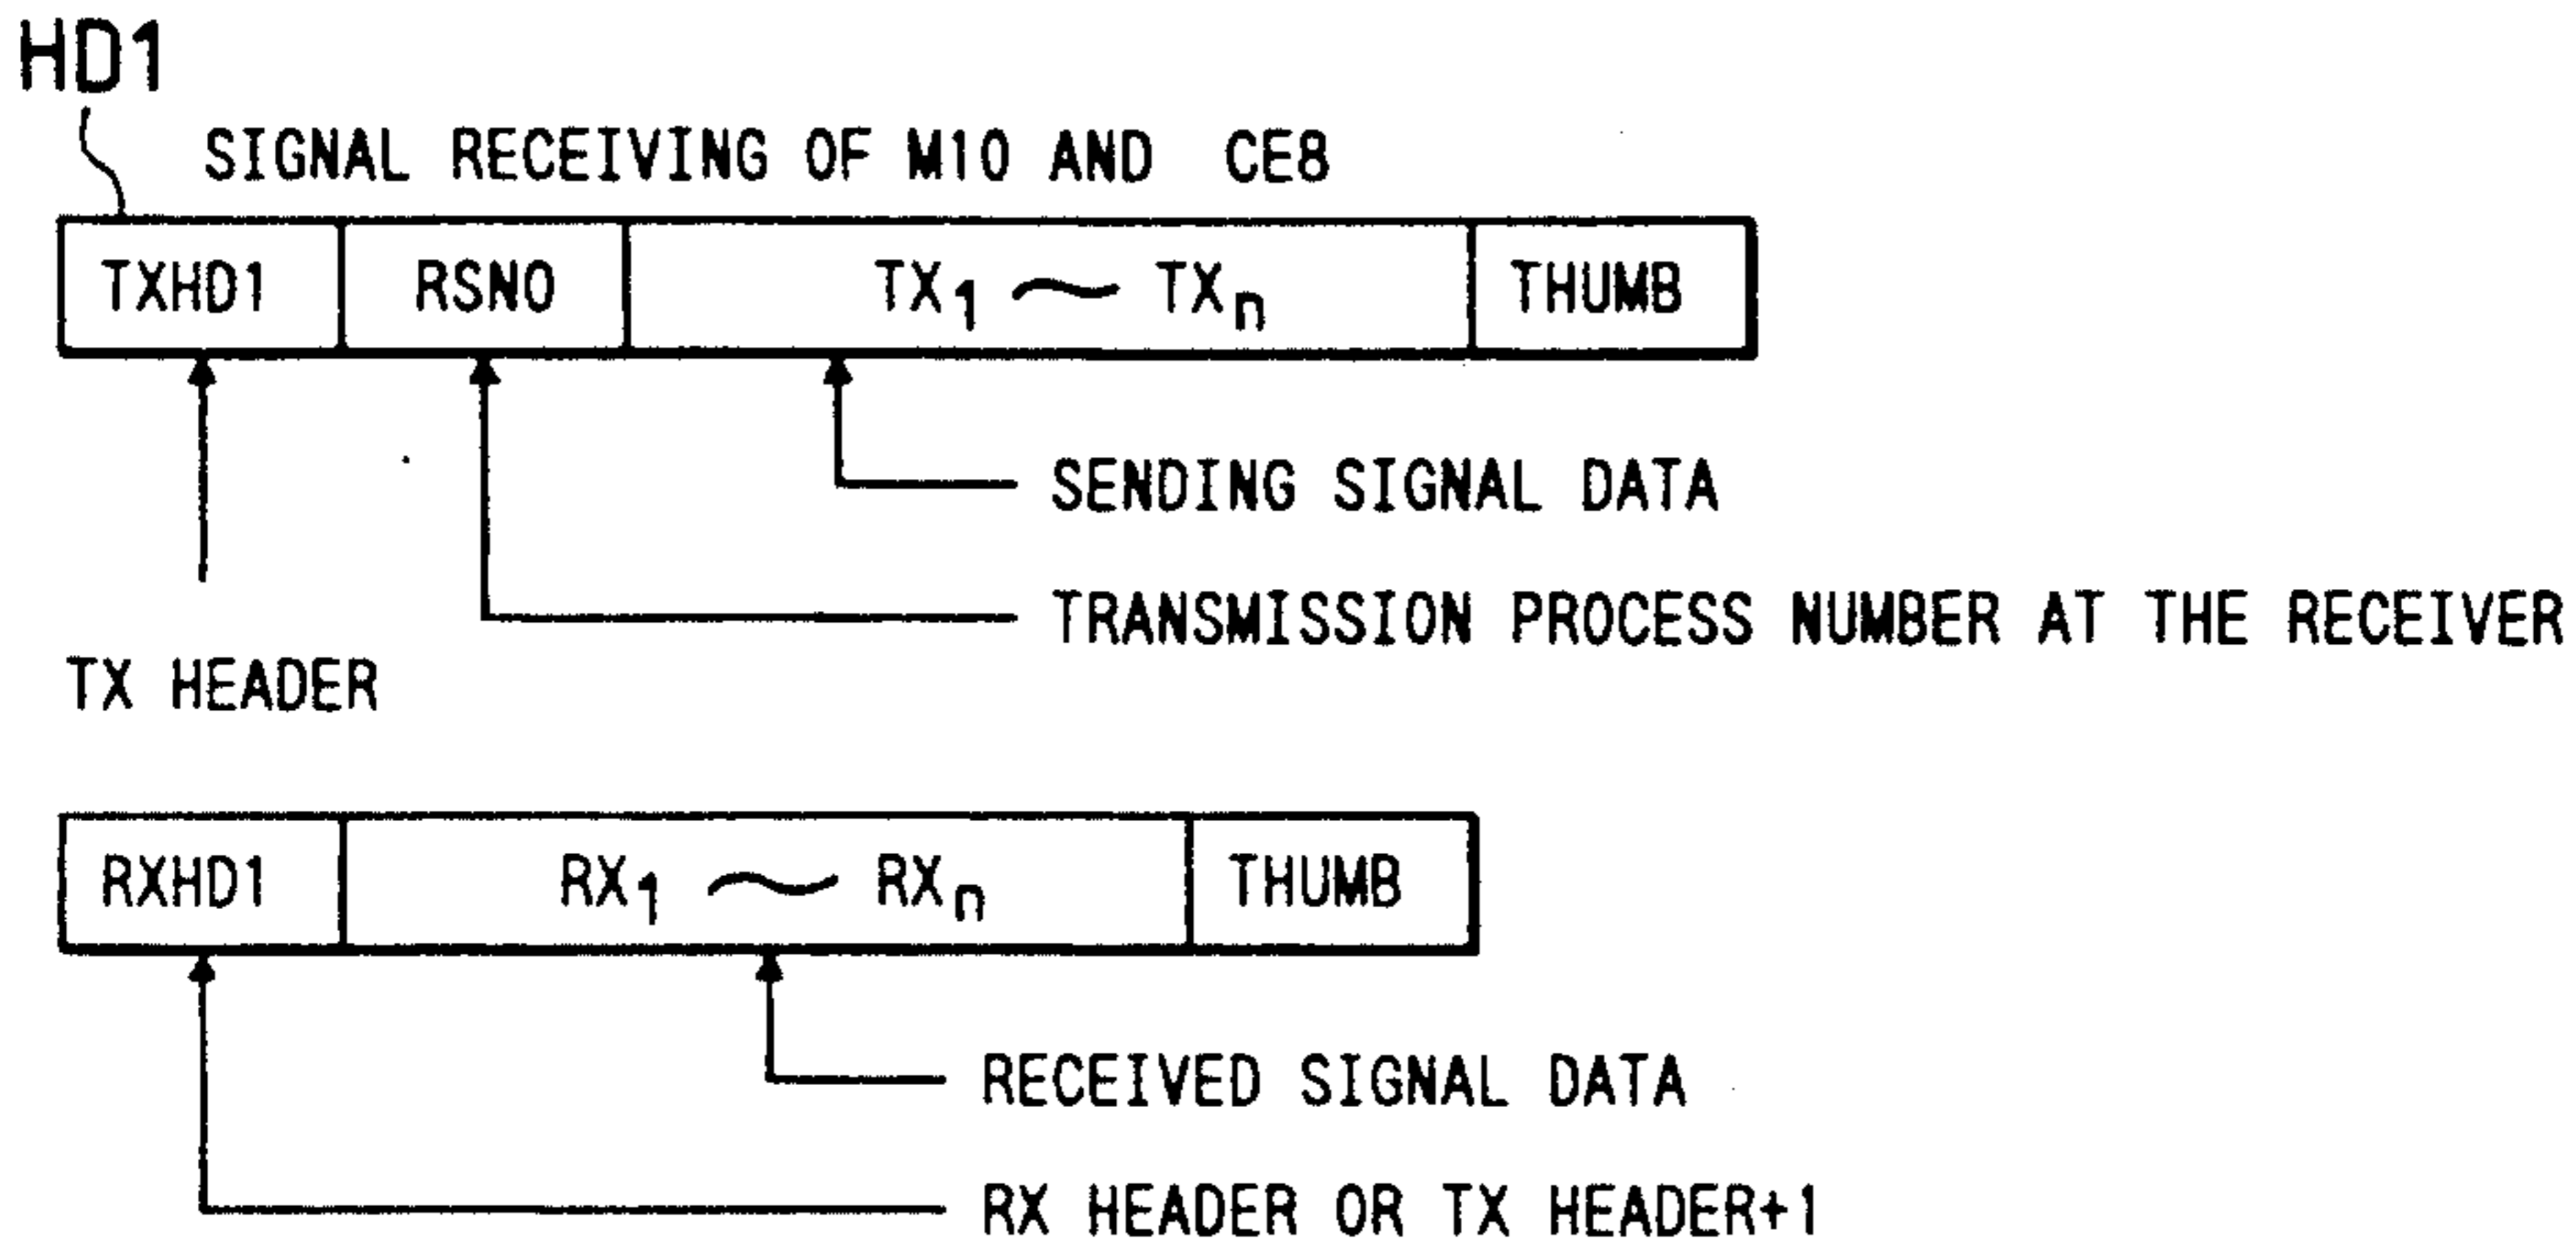 HD1
SIGNAL RECEIVING OF M10 AND CE8
TXHD1 RSNO TX1 ~ TXn THUMB
SENDING SIGNAL DATA
TRANSMISSION PROCESS NUMBER AT THE RECEIVER
TX HEADER
RXHD1 RX1 ~ RXn THUMB
RECEIVED SIGNAL DATA
RX HEADER OR TX HEADER+1